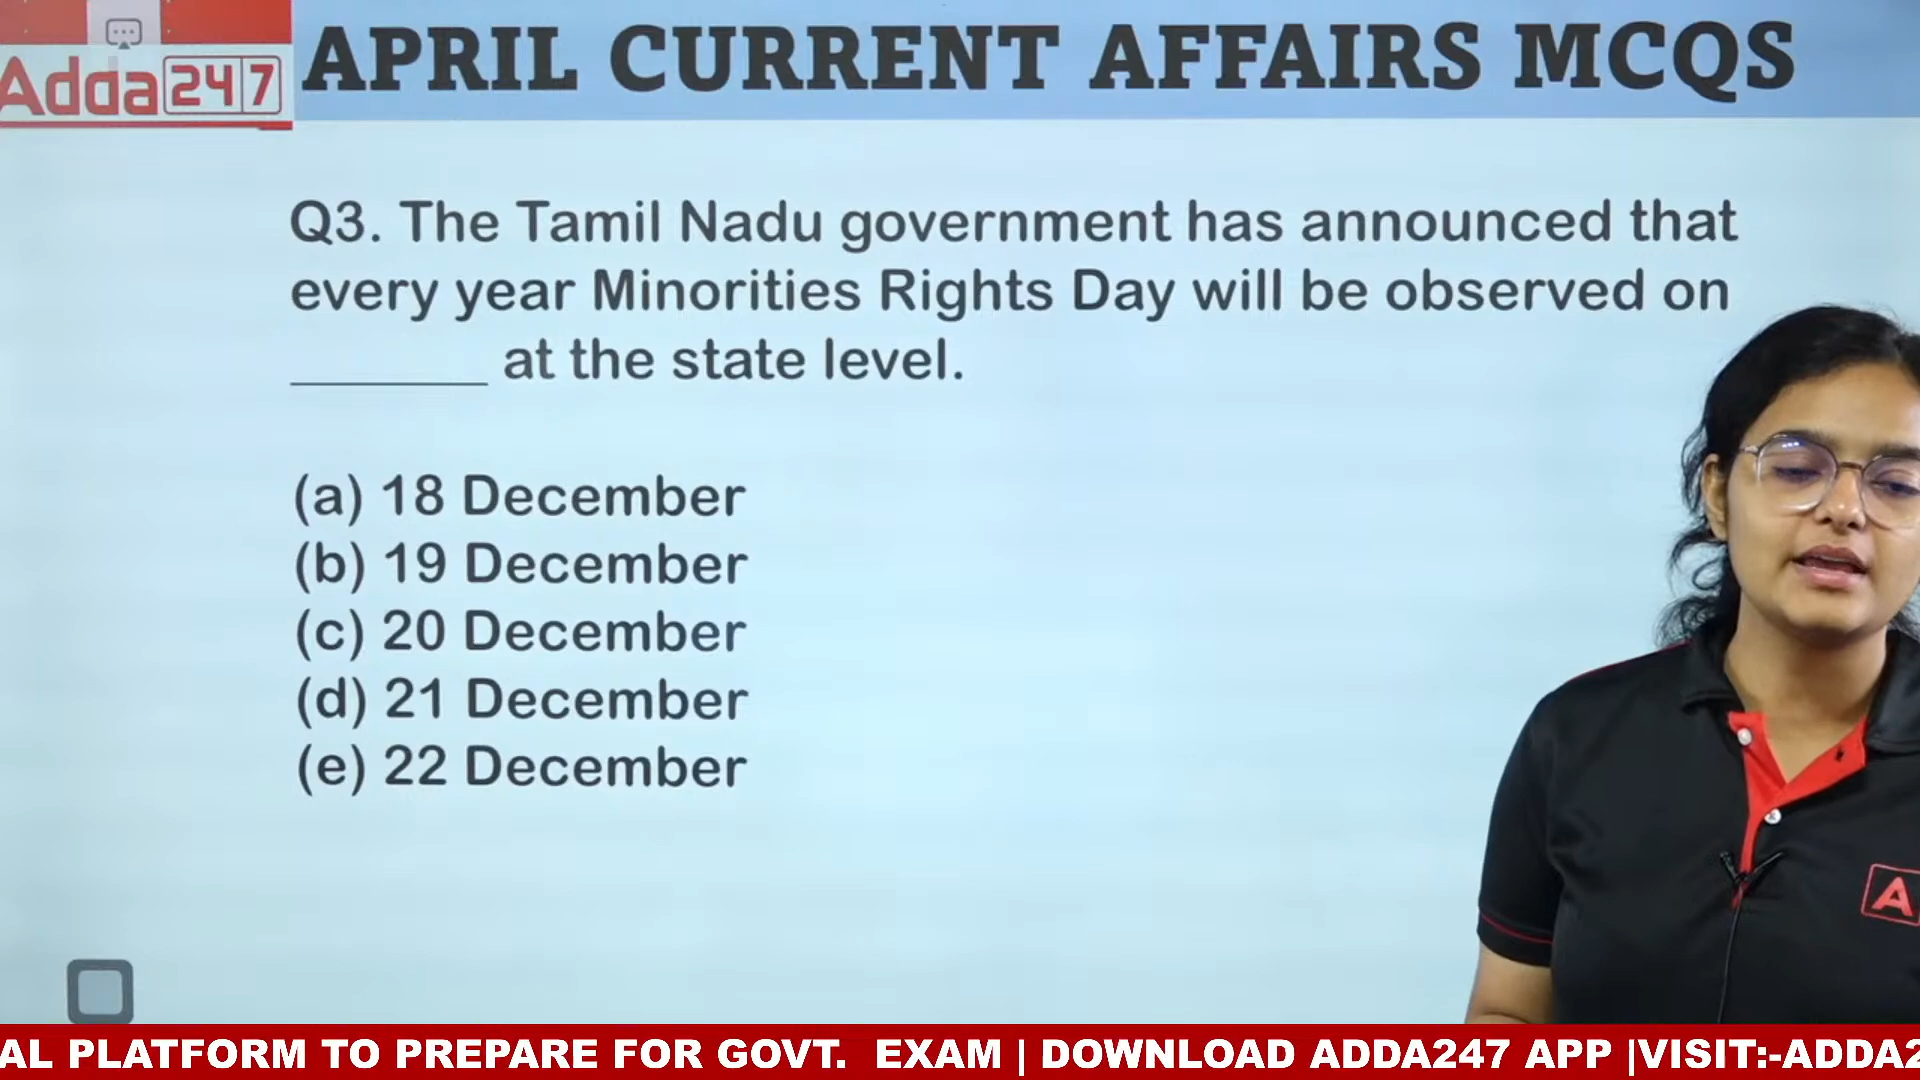 Adda247
APRIL CURRENT AFFAIRS MCQS
Q3. The Tamil Nadu government has announced that
every year Minorities Rights Day will be observed on
________ at the state level.
(a) 18 December
(b) 19 December
(c) 20 December
(d) 21 December
(e) 22 December
A
AL PLATFORM TO PREPARE FOR GOVT. EXAM | DOWNLOAD ADDA247 APP |VISIT:-ADDA2